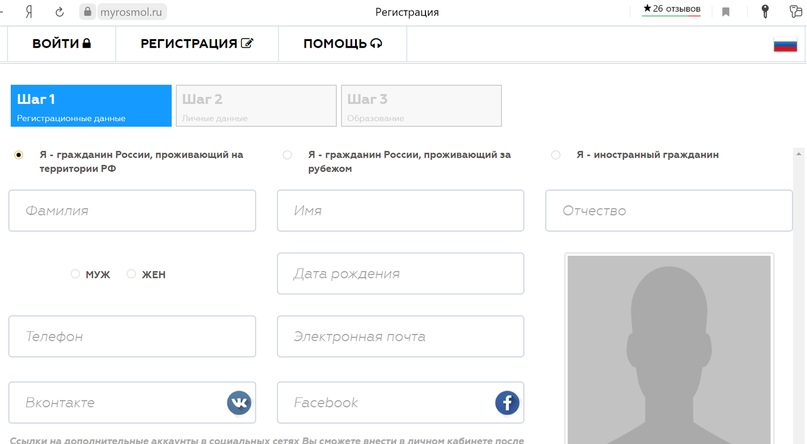 Я myrosmol.ru Регистрация ★26 отзывов
ВОЙТИ РЕГИСТРАЦИЯ ПОМОЩЬ
Шаг 1 Шаг 2 Шаг 3
Регистрационные данные Личные данные Образование
Я - гражданин России, проживающий на Я - гражданин России, проживающий за Я - иностранный гражданин
территории РФ рубежом
Фамилия Имя Отчество
МУЖ ЖЕН Дата рождения
Телефон Электронная почта
Вконтакте Facebook
Ссылки на дополнительные аккаунты в социальных сетях Вы сможете внести в личном кабинете после